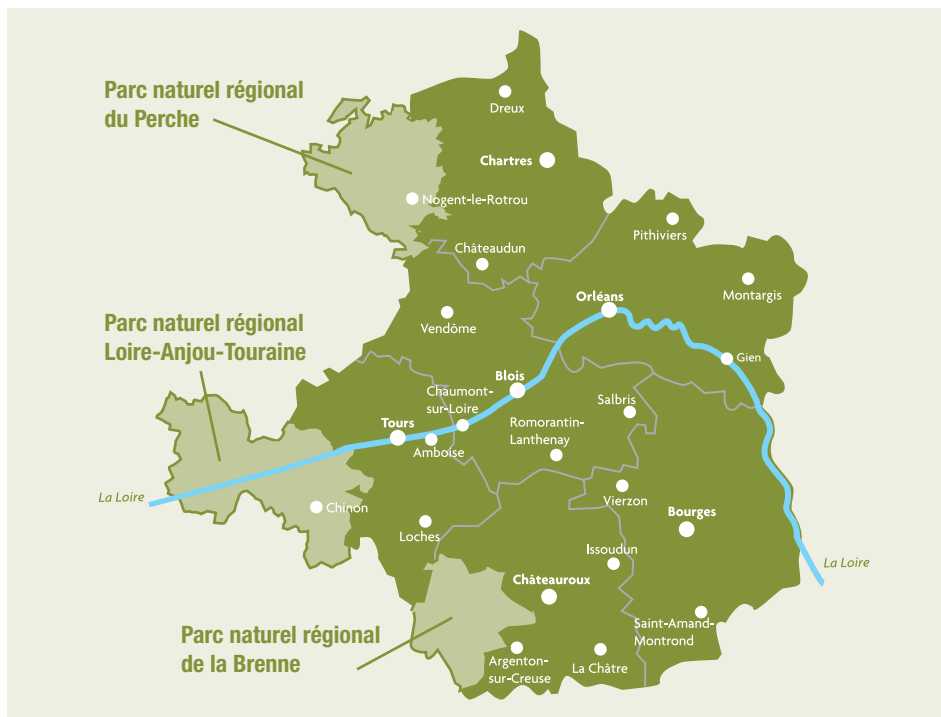 Parc naturel régional
du Perche
Dreux
Chartres
Nogent-le-Rotrou
Pithiviers
Châteaudun
Montargis
Orléans
Parc naturel régional
Loire-Anjou-Touraine
Vendôme
Gien
Blois
Chaumont-
sur-Loire
Salbris
Tours
Romorantin-
Lanthenay
Amboise
La Loire
Chinon
Vierzon
Bourges
Loches
Issoudun
La Loire
Châteauroux
Parc naturel régional
de la Brenne
Saint-Amand-
Montrond
Argenton-
sur-Creuse
La Châtre